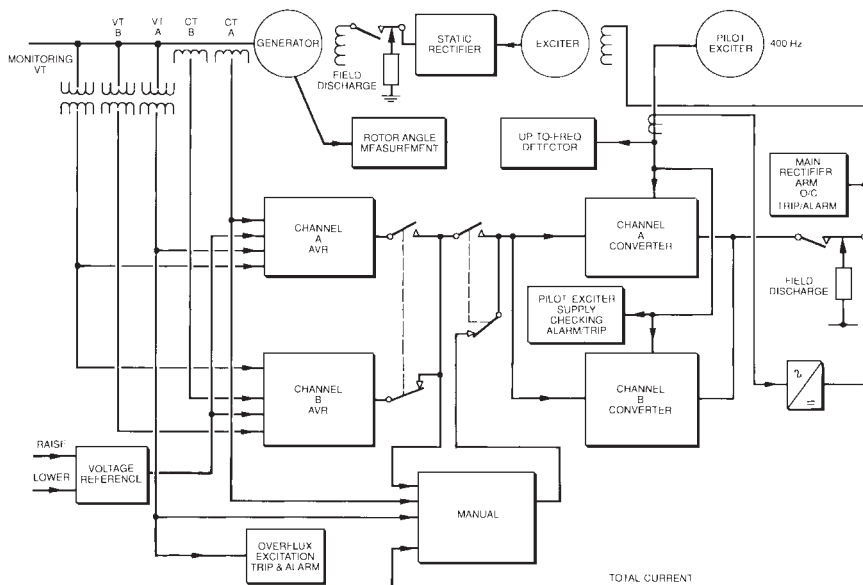 VT
B
VT
A
CT
B
CT
A
MONITORING
VT
GENERATOR
FIELD
DISCHARGE
STATIC
RECTIFIER
EXCITER
PILOT
EXCITER
400 Hz
ROTOR ANGLE
MEASUREMENT
UP TO-FREQ
DETECTOR
MAIN
RECTIFIER
ARM
O/C
TRIP/ALARM
CHANNEL
A
AVR
CHANNEL
A
CONVERTER
FIELD
DISCHARGE
PILOT EXCITER
SUPPLY
CHECKING
ALARM/TRIP
CHANNEL
B
AVR
CHANNEL
B
CONVERTER
RAISE
LOWER
VOLTAGE
REFERENCE
MANUAL
OVERFLUX
EXCITATION
TRIP & ALARM
TOTAL CURRENT